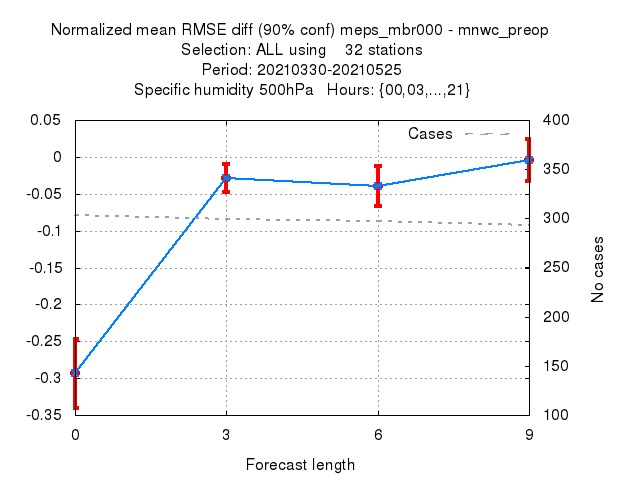 Normalized mean RMSE diff (90% conf) meps_mbr000 - mnwc_preop
Selection: ALL using 32 stations
Period: 20210330-20210525
Specific humidity 500hPa Hours: {00,03,...,21}
Cases
0.05
0
-0.05
-0.1
-0.15
-0.2
-0.25
-0.3
-0.35
400
350
300
250
200
150
100
No cases
0 3 6 9
Forecast length